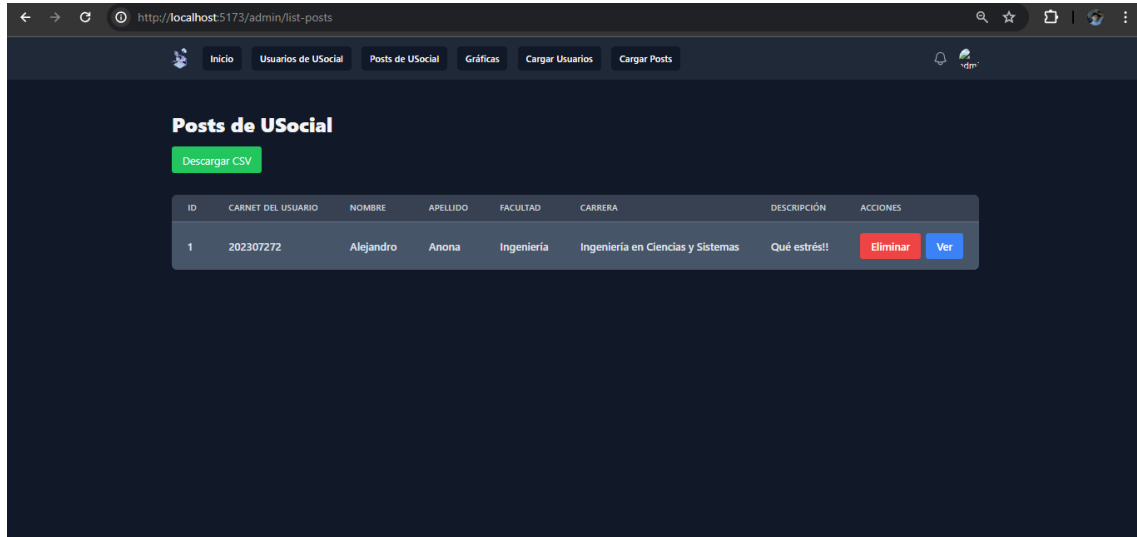 http://localhost:5173/admin/list-posts
Inicio Usuarios de USocial Posts de USocial Gráficas Cargar Usuarios Cargar Posts
Posts de USocial
Descargar CSV
ID CARNET DEL USUARIO NOMBRE APELLIDO FACULTAD CARRERA DESCRIPCIÓN ACCIONES
1 202307272 Alejandro Anona Ingeniería Ingeniería en Ciencias y Sistemas Qué estrés!! Eliminar Ver